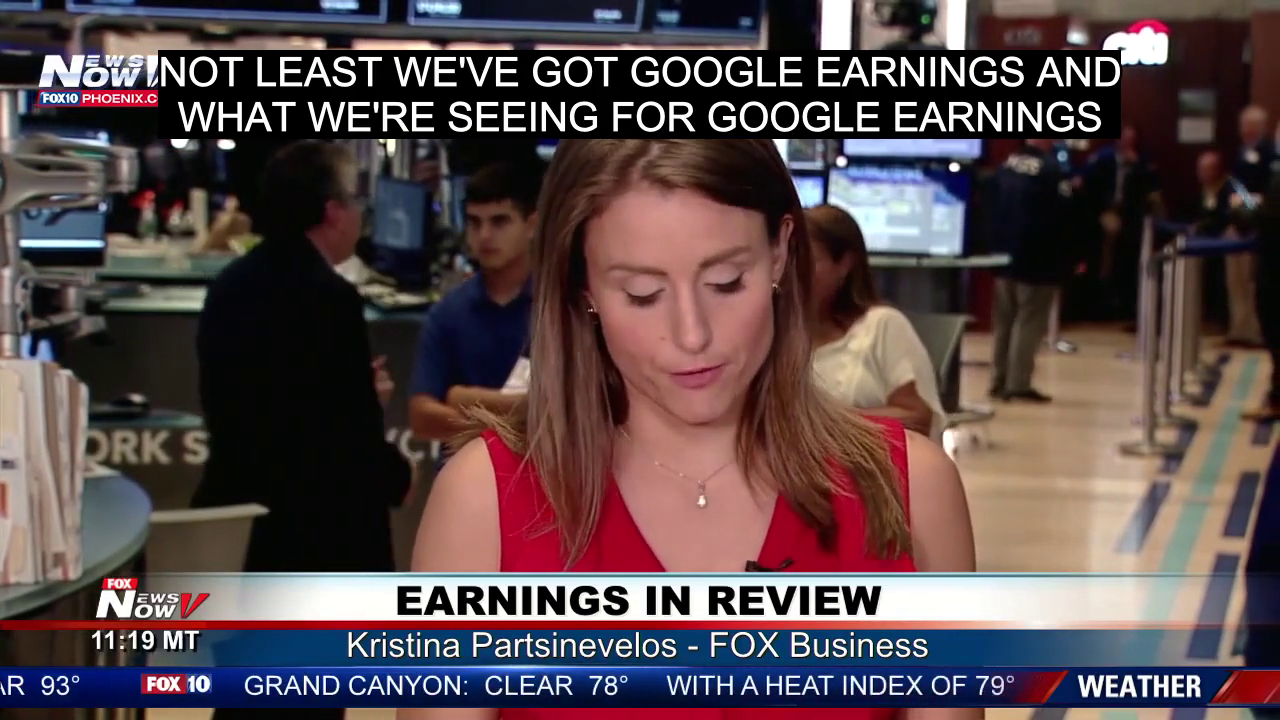 citi
NEWS
NOW
FOX10 PHOENIX.C
NOT LEAST WE'VE GOT GOOGLE EARNINGS AND
WHAT WE'RE SEEING FOR GOOGLE EARNINGS
ORK S
FOX
NEWS
NOW
EARNINGS IN REVIEW
11:19 MT
Kristina Partsinevelos - FOX Business
AR 93°
FOX 10
GRAND CANYON: CLEAR 78°
WITH A HEAT INDEX OF 79°
WEATHER